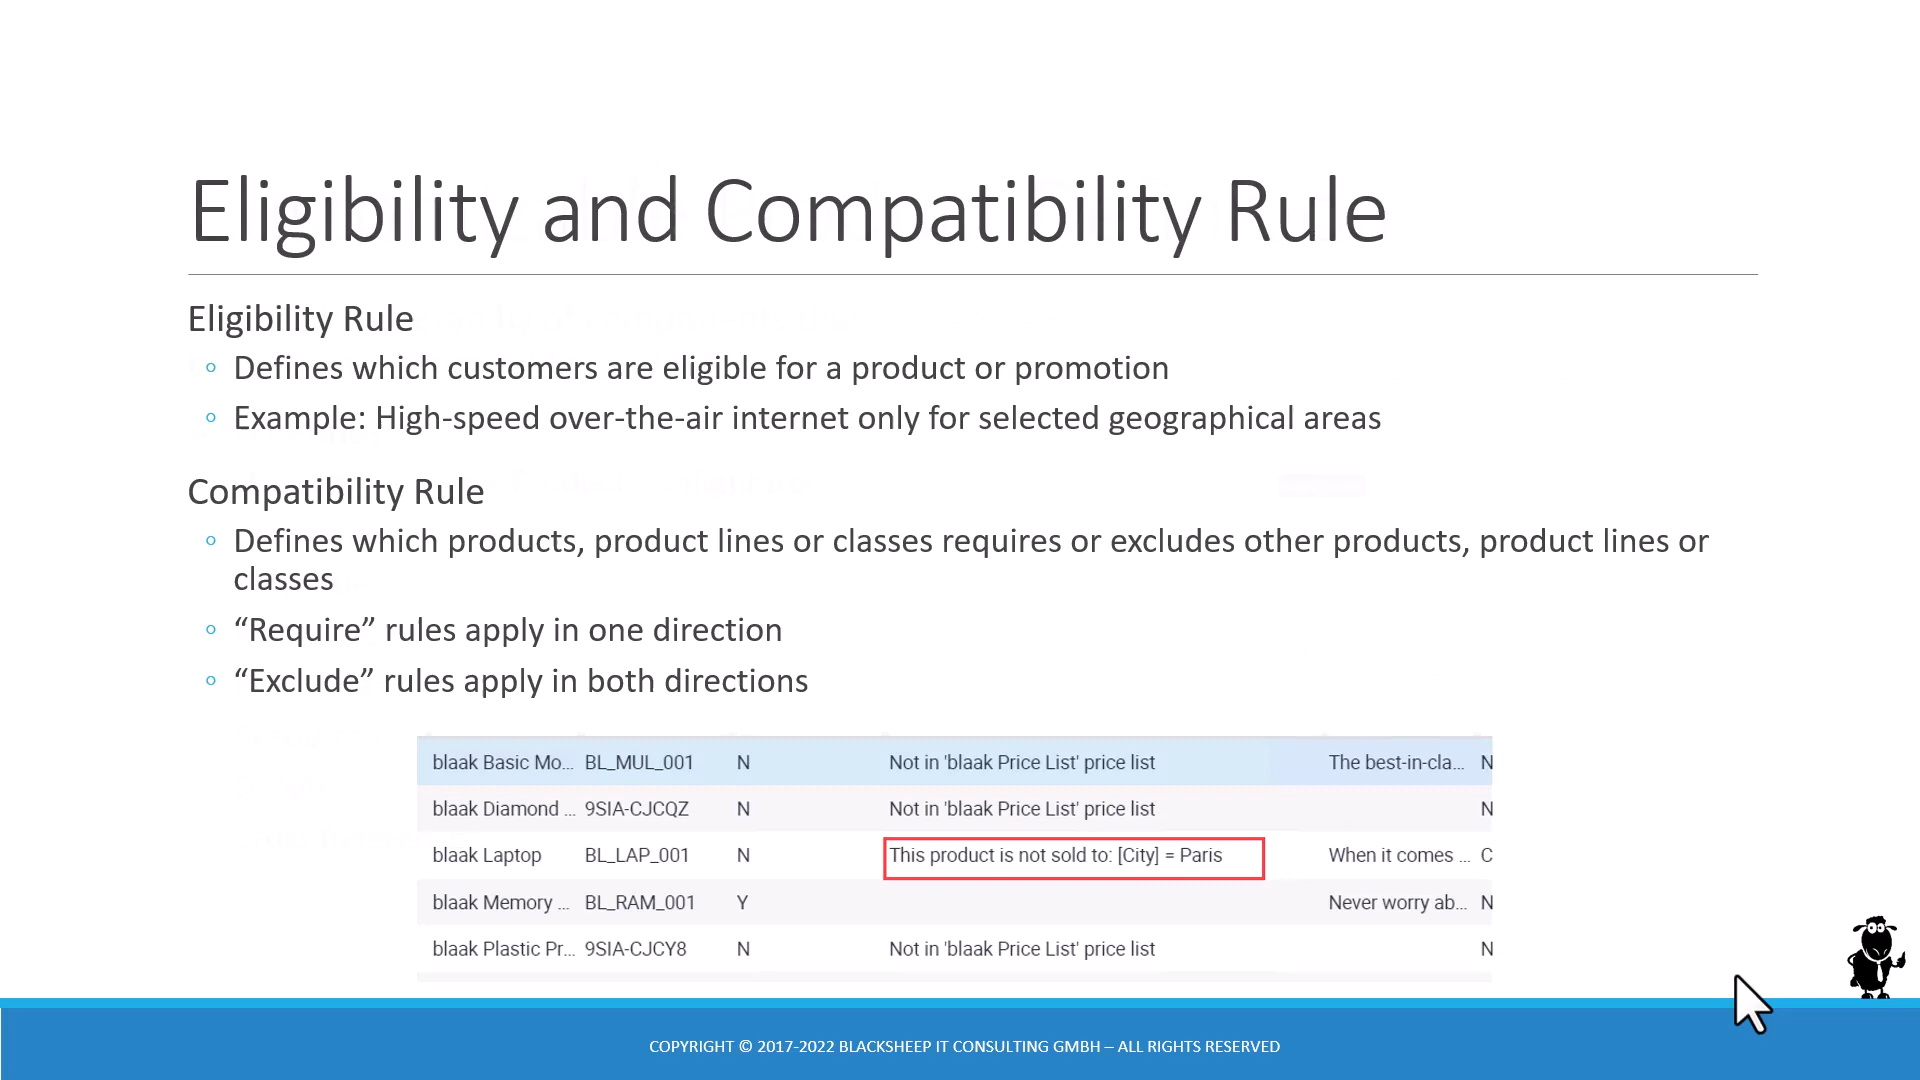 Eligibility and Compatibility Rule
Eligibility Rule
Defines which customers are eligible for a product or promotion
Example: High-speed over-the-air internet only for selected geographical areas
Compatibility Rule
Defines which products, product lines or classes requires or excludes other products, product lines or
classes
“Require” rules apply in one direction
“Exclude” rules apply in both directions
blaak Basic Mo... BL_MUL_001 N Not in 'blaak Price List' price list The best-in-cla... N
blaak Diamond ... 9SIA-CJCQZ N Not in 'blaak Price List' price list N
blaak Laptop BL_LAP_001 N This product is not sold to: [City] = Paris When it comes ... C
blaak Memory ... BL_RAM_001 Y Never worry ab... N
blaak Plastic Pr... 9SIA-CJCY8 N Not in 'blaak Price List' price list N
COPYRIGHT © 2017-2022 BLACKSHEEP IT CONSULTING GMBH – ALL RIGHTS RESERVED